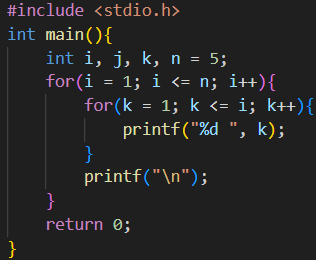 #include <stdio.h>
int main(){
    int i, j, k, n = 5;
    for(i = 1; i <= n; i++){
        for(k = 1; k <= i; k++){
            printf("%d ", k);
        }
        printf("\n");
    }
    return 0;
}